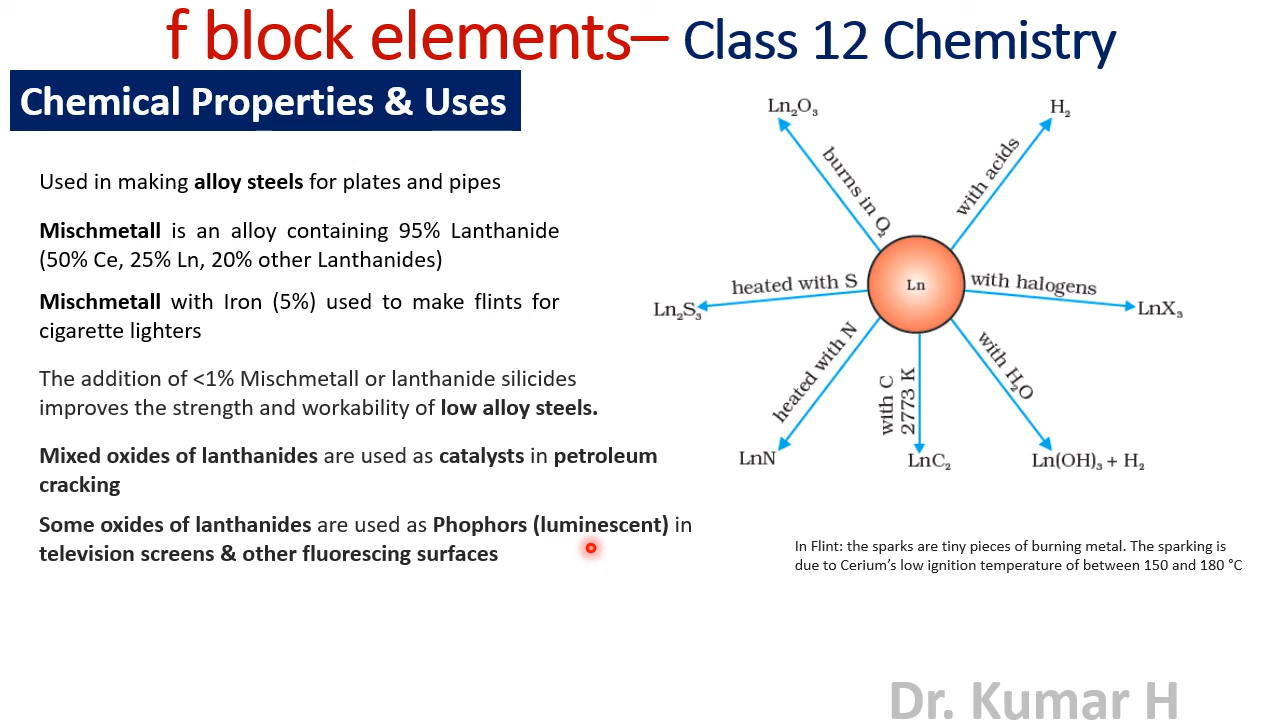 f block elements– Class 12 Chemistry
Chemical Properties & Uses
Used in making alloy steels for plates and pipes
Mischmetall is an alloy containing 95% Lanthanide
(50% Ce, 25% Ln, 20% other Lanthanides)
Mischmetall with Iron (5%) used to make flints for
cigarette lighters
The addition of <1% Mischmetall or lanthanide silicides
improves the strength and workability of low alloy steels.
Mixed oxides of lanthanides are used as catalysts in petroleum
cracking
Some oxides of lanthanides are used as Phophors (luminescent) in
television screens & other fluorescing surfaces
Ln₂O₃
H₂
burns in O₂
with acids
heated with S
Ln
with halogens
Ln₂S₃
LnX₃
heated with N
with C
2773 K
with H₂O
LnN
LnC₂
Ln(OH)₃ + H₂
In Flint: the sparks are tiny pieces of burning metal. The sparking is
due to Cerium’s low ignition temperature of between 150 and 180 °C
Dr. Kumar H